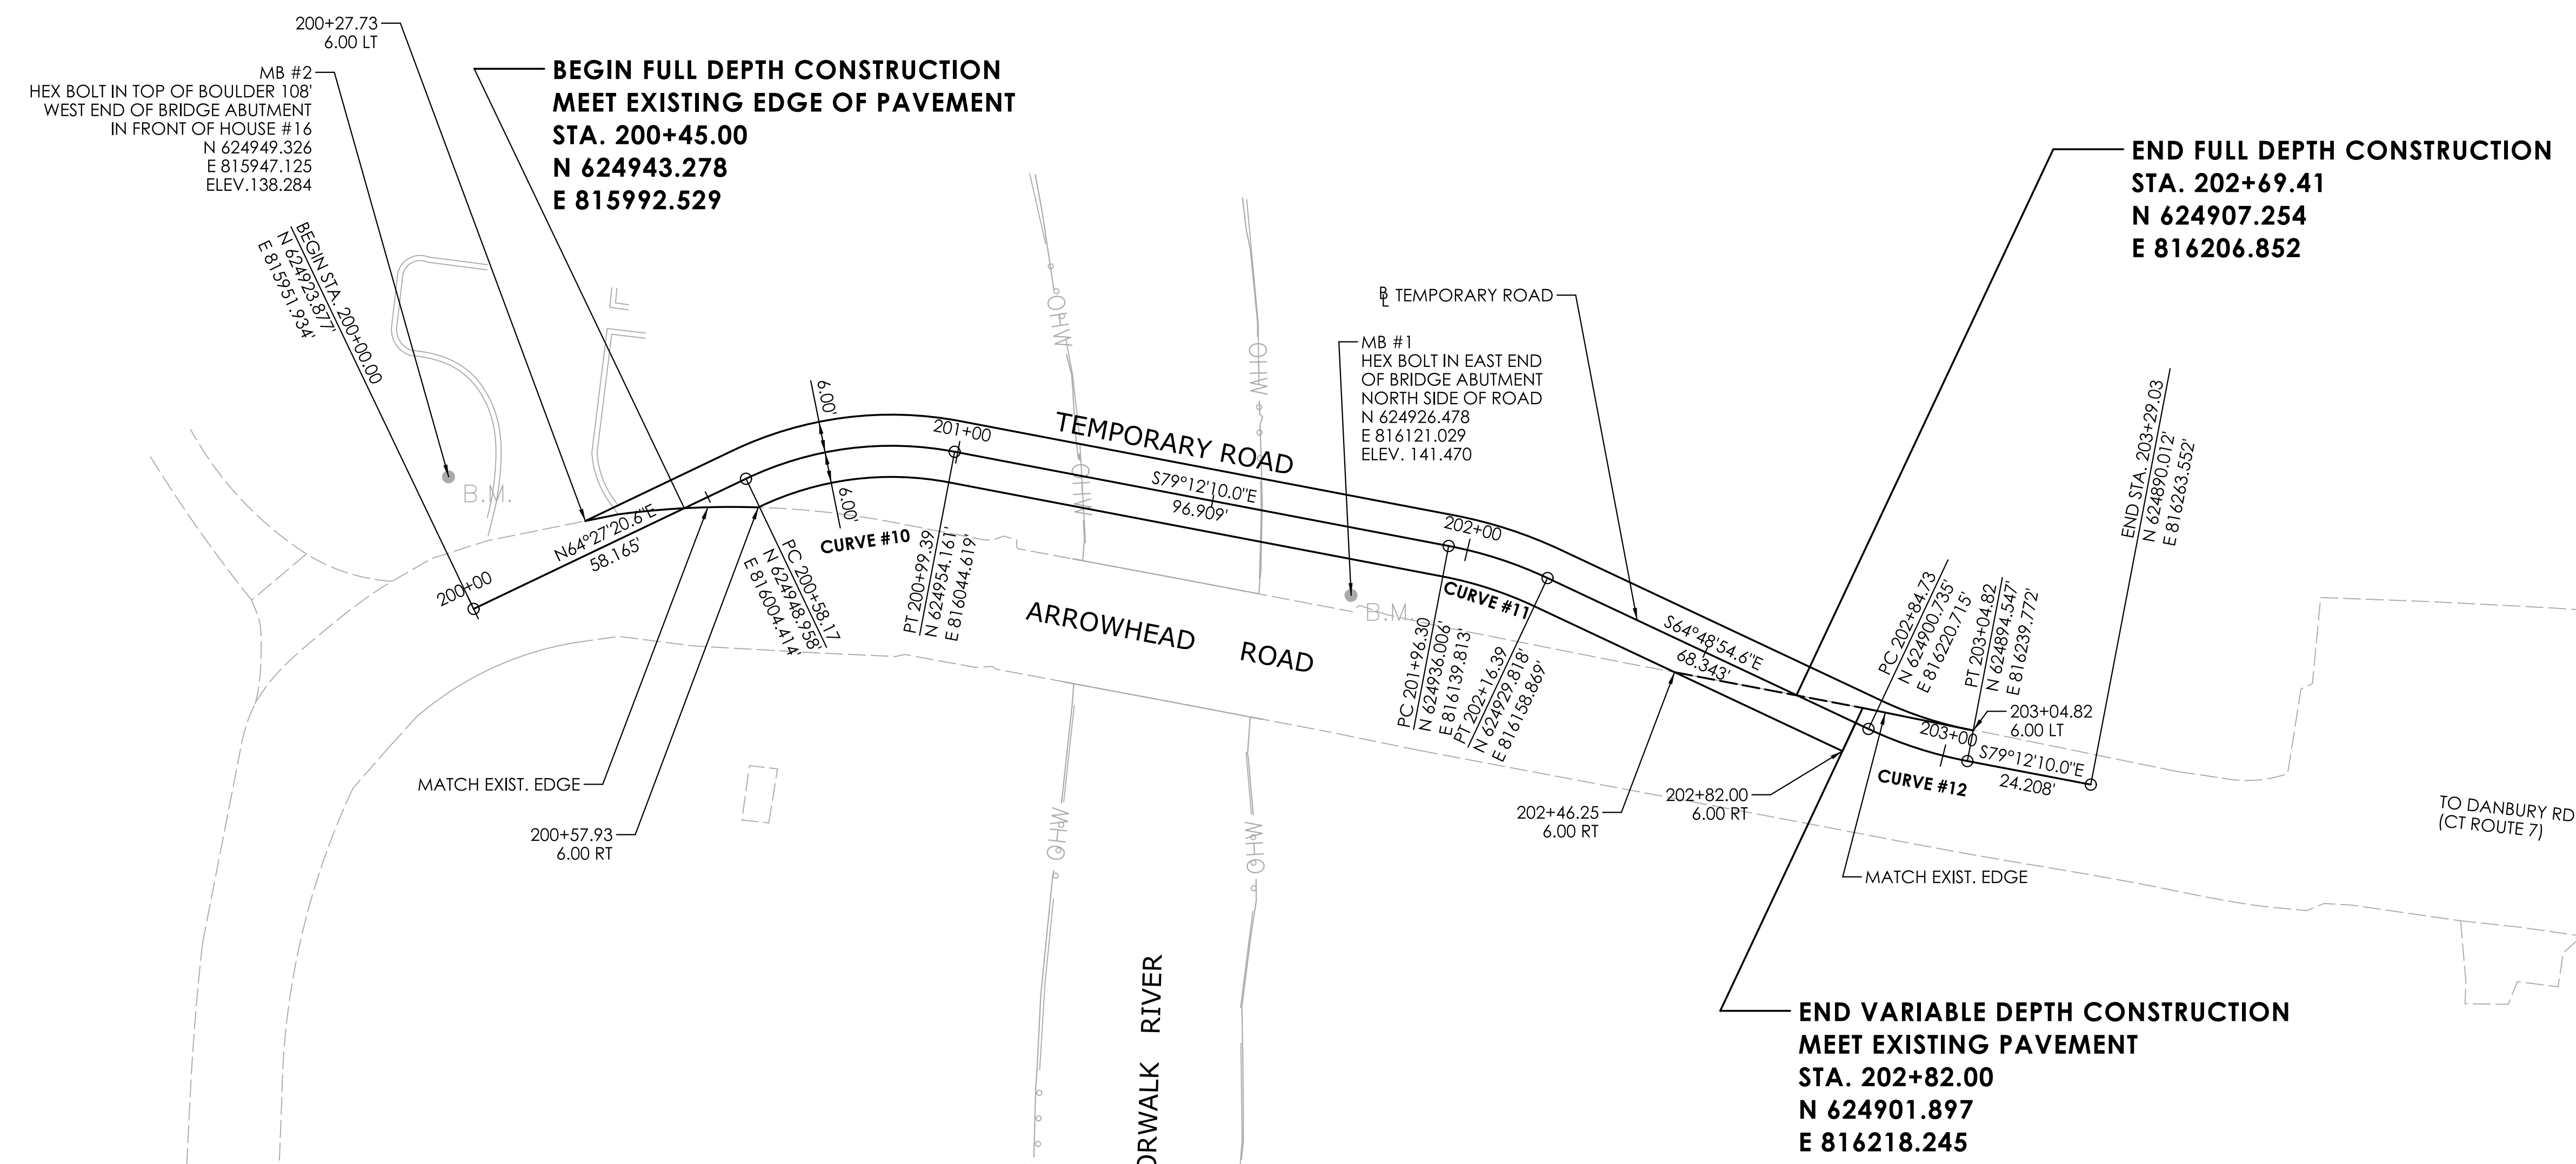 200+27.73
6.00 LT
MB #2
HEX BOLT IN TOP OF BOULDER 108'
WEST END OF BRIDGE ABUTMENT
IN FRONT OF HOUSE #16
N 624949.326
E 815947.125
ELEV.138.284
BEGIN FULL DEPTH CONSTRUCTION
MEET EXISTING EDGE OF PAVEMENT
STA. 200+45.00
N 624943.278
E 815992.529
END FULL DEPTH CONSTRUCTION
STA. 202+69.41
N 624907.254
E 816206.852
BEGIN STA. 200+00.00
N 624923.877'
E 815951.934'
B.M.
OHW
OHW
OHW
BL TEMPORARY ROAD
MB #1
HEX BOLT IN EAST END
OF BRIDGE ABUTMENT
NORTH SIDE OF ROAD
N 624926.478
E 816121.029
ELEV. 141.470
B.M.
200+00
N64°27'20.6"E
58.165'
6.00'
6.00'
CURVE #10
PC 200+58.17
N 624948.958'
E 816004.414'
201+00
PT 200+99.39
N 624954.161'
E 816044.619'
TEMPORARY ROAD
S79°12'10.0"E
96.909'
ARROWHEAD ROAD
202+00
CURVE #11
PC 201+96.30
N 624936.006'
E 816139.813'
PT 202+16.39
N 624929.818'
E 816158.869'
S64°48'54.6"E
68.343'
PC 202+84.73
N 624900.735'
E 816220.715'
PT 203+04.82
N 624894.547'
E 816239.772'
END STA. 203+29.03
N 624890.012'
E 816263.552'
203+04.82
6.00 LT
203+00
S79°12'10.0"E
24.208'
CURVE #12
MATCH EXIST. EDGE
200+57.93
6.00 RT
OHW
OHW
202+46.25
6.00 RT
202+82.00
6.00 RT
MATCH EXIST. EDGE
TO DANBURY RD
(CT ROUTE 7)
ORWALK RIVER
END VARIABLE DEPTH CONSTRUCTION
MEET EXISTING PAVEMENT
STA. 202+82.00
N 624901.897
E 816218.245